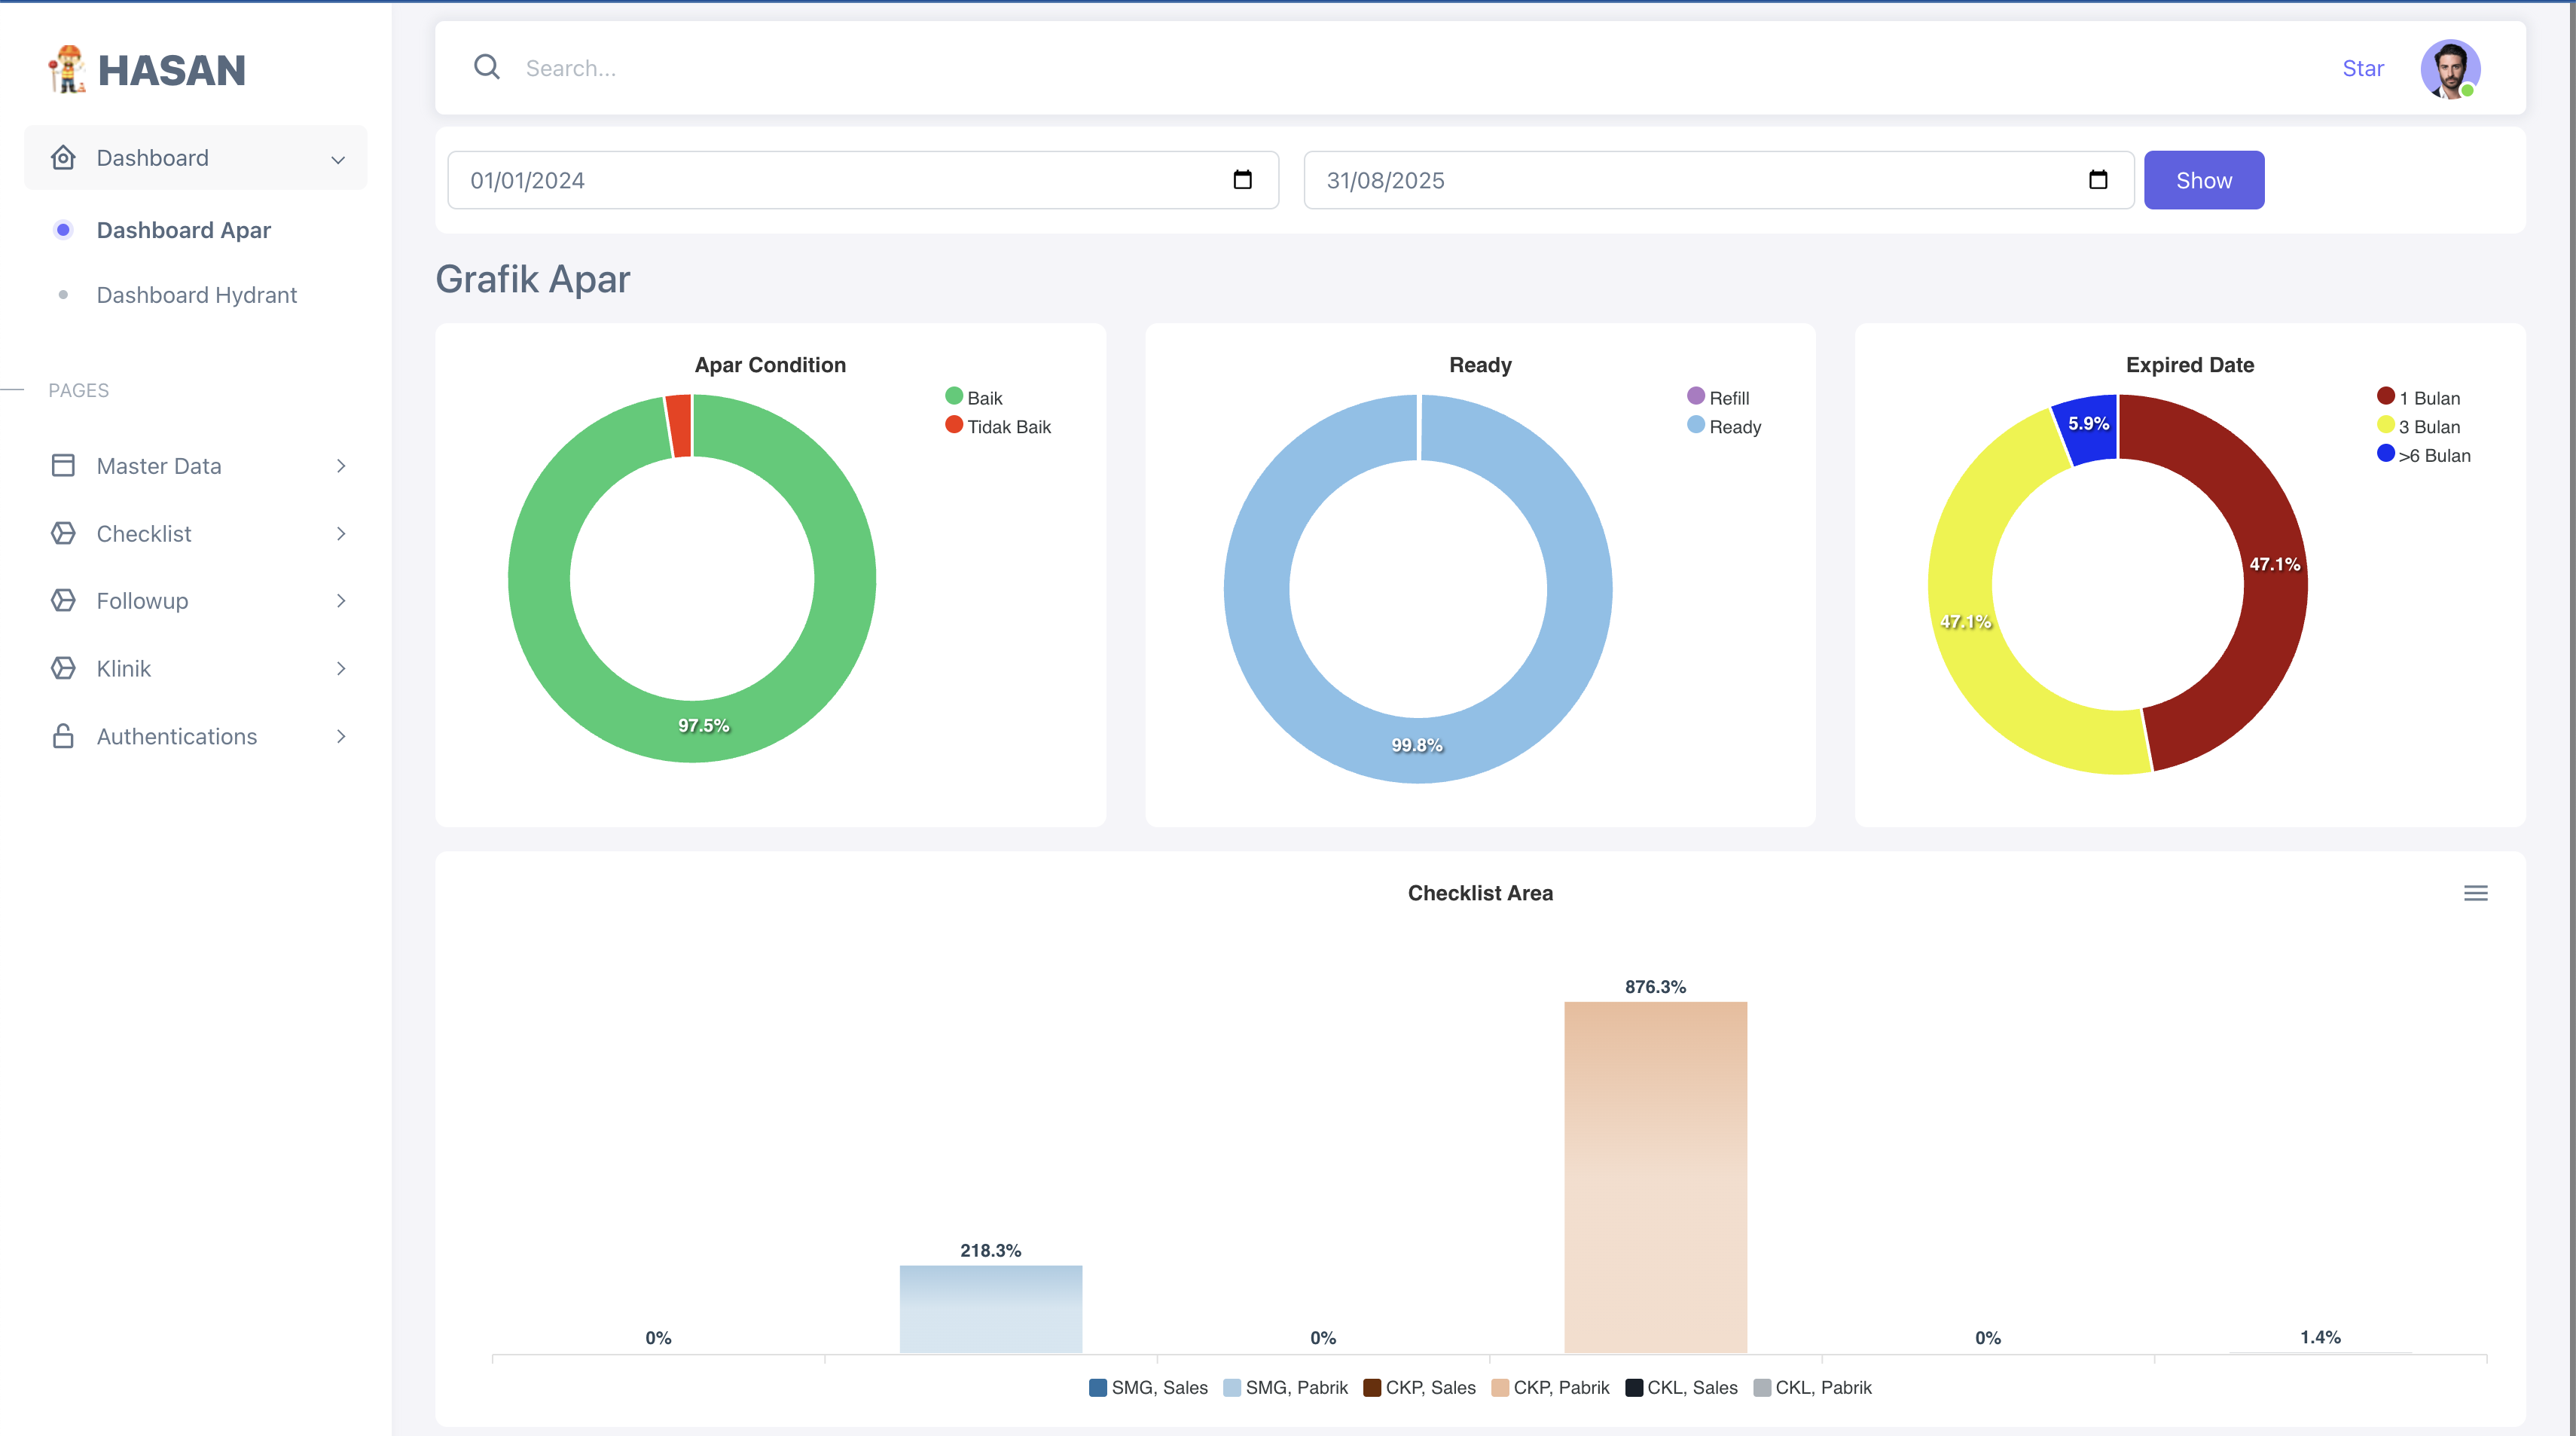 HASAN
Search...
Star
Dashboard
Dashboard Apar
Dashboard Hydrant
PAGES
Master Data
Checklist
Followup
Klinik
Authentications
01/01/2024
31/08/2025
Show
Grafik Apar
Apar Condition
Baik
Tidak Baik
97.5%
Ready
Refill
Ready
99.8%
Expired Date
1 Bulan
3 Bulan
>6 Bulan
5.9%
47.1%
47.1%
Checklist Area
876.3%
218.3%
0%
0%
0%
1.4%
SMG, Sales SMG, Pabrik CKP, Sales CKP, Pabrik CKL, Sales CKL, Pabrik